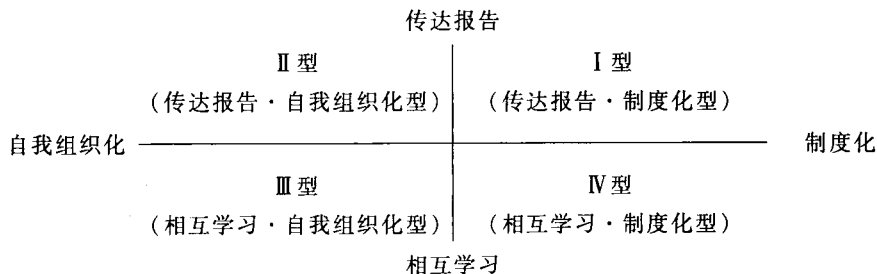 传达报告
Ⅱ型 Ⅰ型
(传达报告·自我组织化型) (传达报告·制度化型)
自我组织化 制度化
Ⅲ型 Ⅳ型
(相互学习·自我组织化型) (相互学习·制度化型)
相互学习